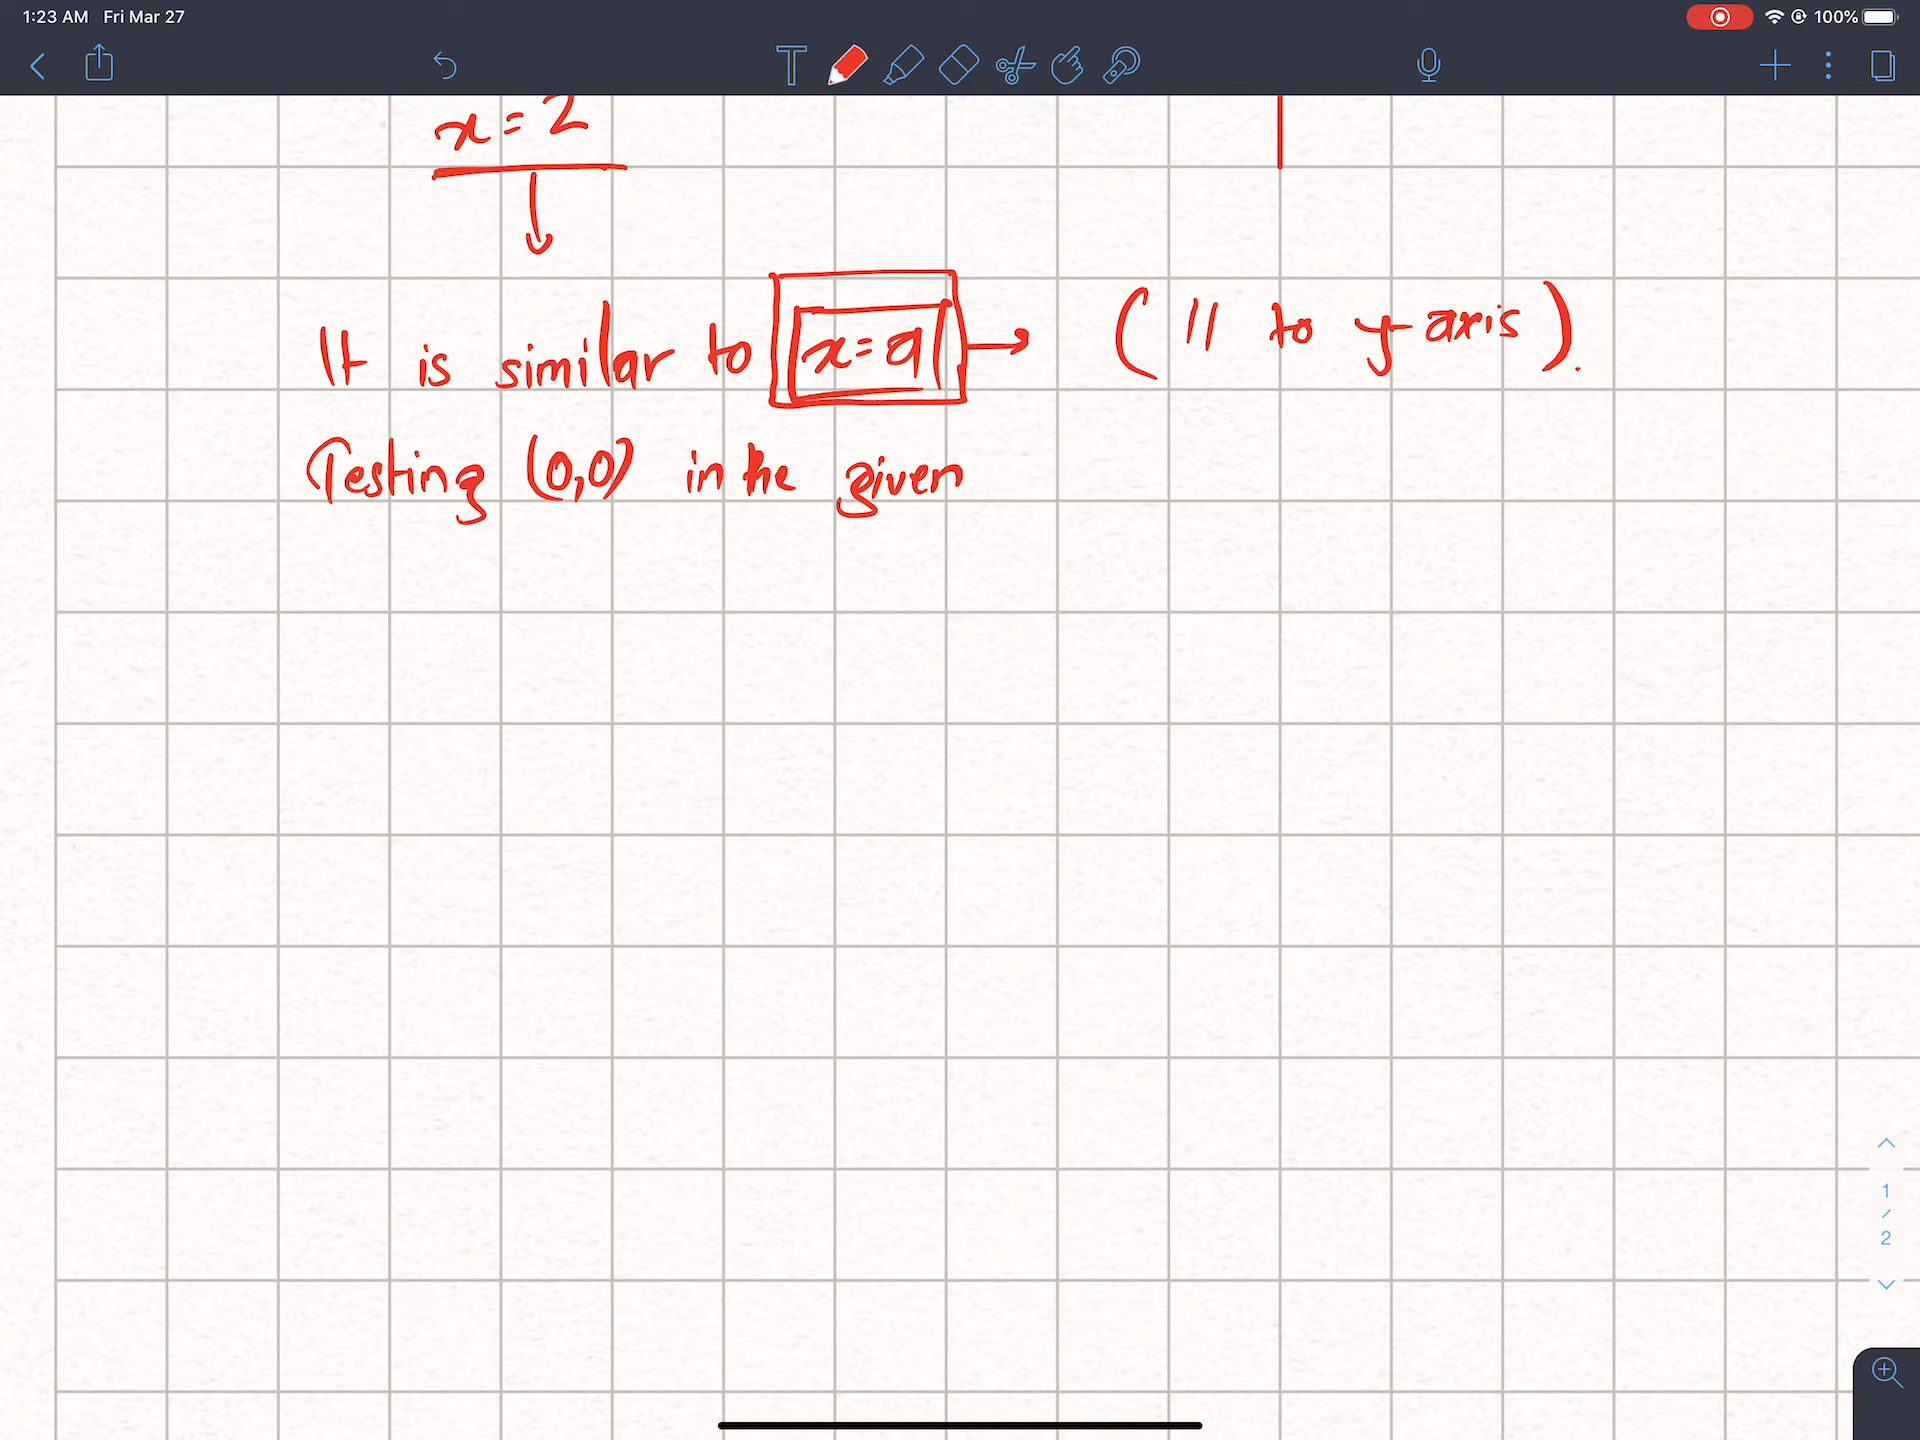 1:23 AM Fri Mar 27
100%
x = 2
It is similar to x = a → ( || to y-axis ).
Testing (0,0) in the given
1
/
2